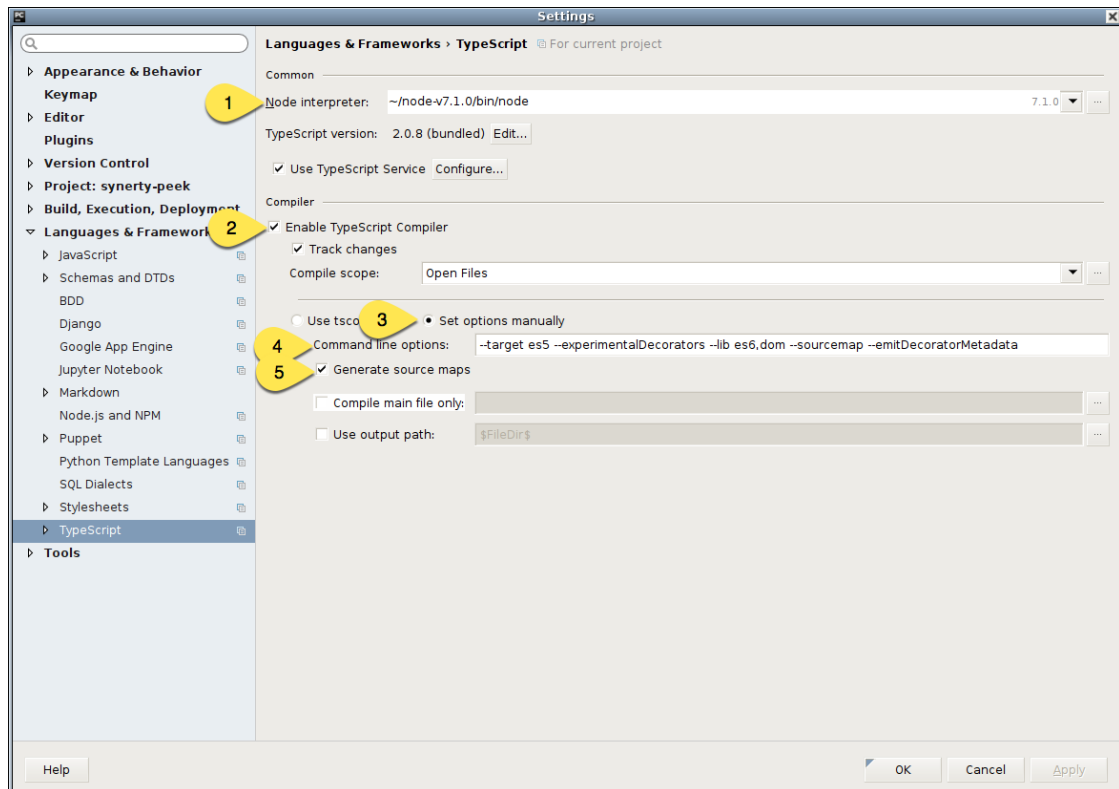 PC
Settings
Appearance & Behavior
Keymap
Editor
Plugins
Version Control
Project: synerty-peek
Build, Execution, Deployment
Languages & Framework
JavaScript
Schemas and DTDs
BDD
Django
Google App Engine
Jupyter Notebook
Markdown
Node.js and NPM
Puppet
Python Template Languages
SQL Dialects
Stylesheets
TypeScript
Tools
Languages & Frameworks › TypeScript For current project
Common
1 Node interpreter: ~/node-v7.1.0/bin/node 7.1.0 ...
TypeScript version: 2.0.8 (bundled) Edit...
Use TypeScript Service Configure...
Compiler
2 Enable TypeScript Compiler
Track changes
Compile scope: Open Files ...
Use tsco 3 Set options manually
4 Command line options: --target es5 --experimentalDecorators --lib es6,dom --sourcemap --emitDecoratorMetadata
5 Generate source maps
Compile main file only: ...
Use output path: $FileDir$ ...
Help OK Cancel Apply